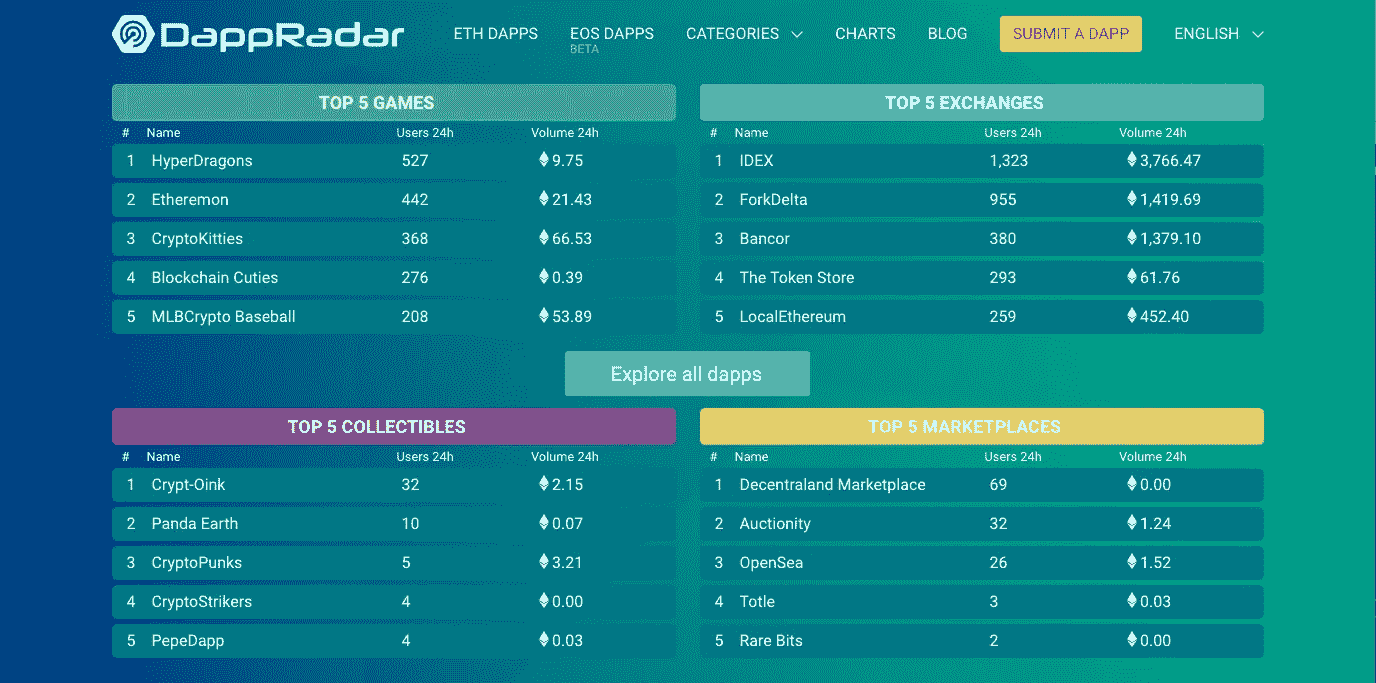 DappRadar ETH DAPPS EOS DAPPS CATEGORIES CHARTS BLOG SUBMIT A DAPP ENGLISH
BETA
TOP 5 GAMES
# Name Users 24h Volume 24h
1 HyperDragons 527 9.75
2 Etheremon 442 21.43
3 CryptoKitties 368 66.53
4 Blockchain Cuties 276 0.39
5 MLBCrypto Baseball 208 53.89
TOP 5 EXCHANGES
# Name Users 24h Volume 24h
1 IDEX 1,323 3,766.47
2 ForkDelta 955 1,419.69
3 Bancor 380 1,379.10
4 The Token Store 293 61.76
5 LocalEthereum 259 452.40
Explore all dapps
TOP 5 COLLECTIBLES
# Name Users 24h Volume 24h
1 Crypt-Oink 32 2.15
2 Panda Earth 10 0.07
3 CryptoPunks 5 3.21
4 CryptoStrikers 4 0.00
5 PepeDapp 4 0.03
TOP 5 MARKETPLACES
# Name Users 24h Volume 24h
1 Decentraland Marketplace 69 0.00
2 Auctionity 32 1.24
3 OpenSea 26 1.52
4 Totle 3 0.03
5 Rare Bits 2 0.00